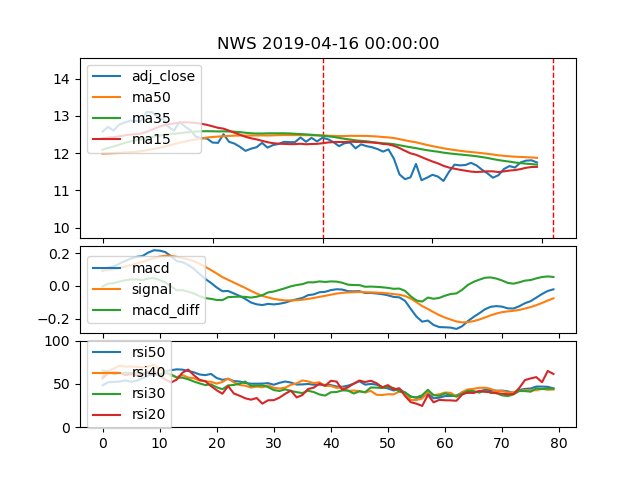 NWS 2019-04-16 00:00:00
adj_close
ma50
ma35
ma15
14
13
12
11
10
macd
signal
macd_diff
0.2
0.0
−0.2
rsi50
rsi40
rsi30
rsi20
100
50
0
0 10 20 30 40 50 60 70 80